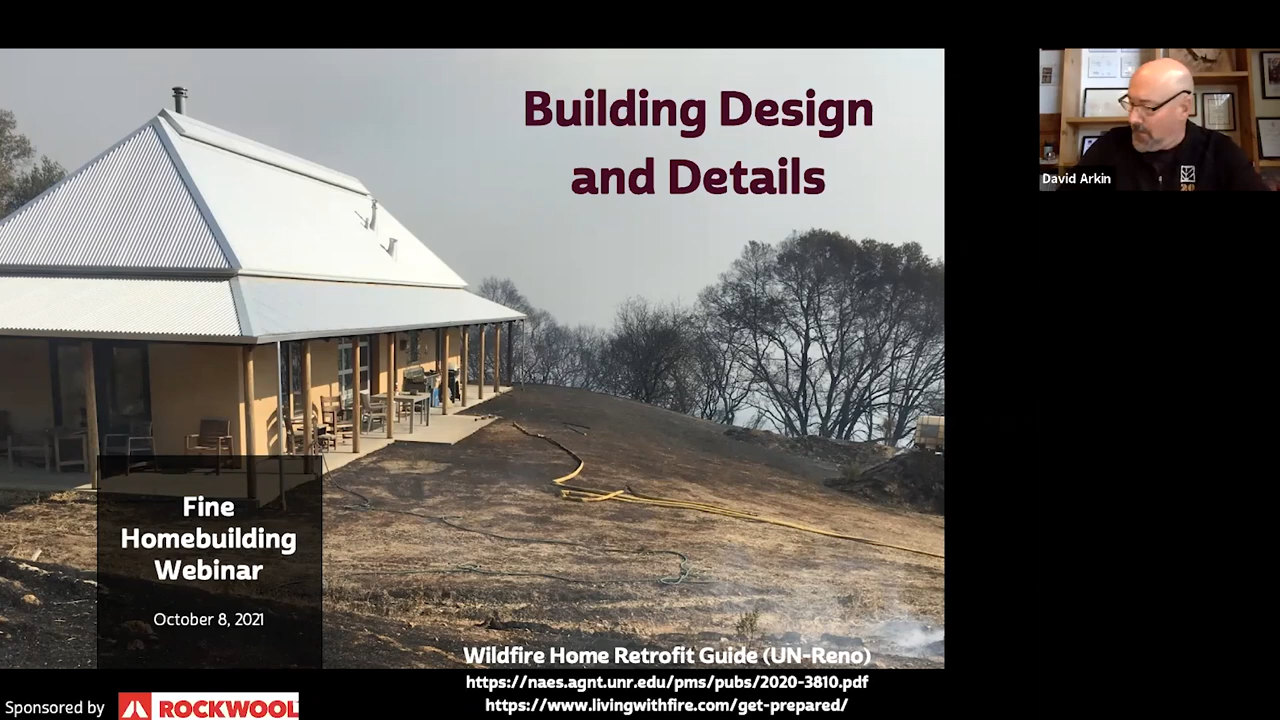 Building Design
and Details
David Arkin
20
Fine
Homebuilding
Webinar
October 8, 2021
Wildfire Home Retrofit Guide (UN-Reno)
https://naes.agnt.unr.edu/pms/pubs/2020-3810.pdf
https://www.livingwithfire.com/get-prepared/
Sponsored by
ROCKWOOL